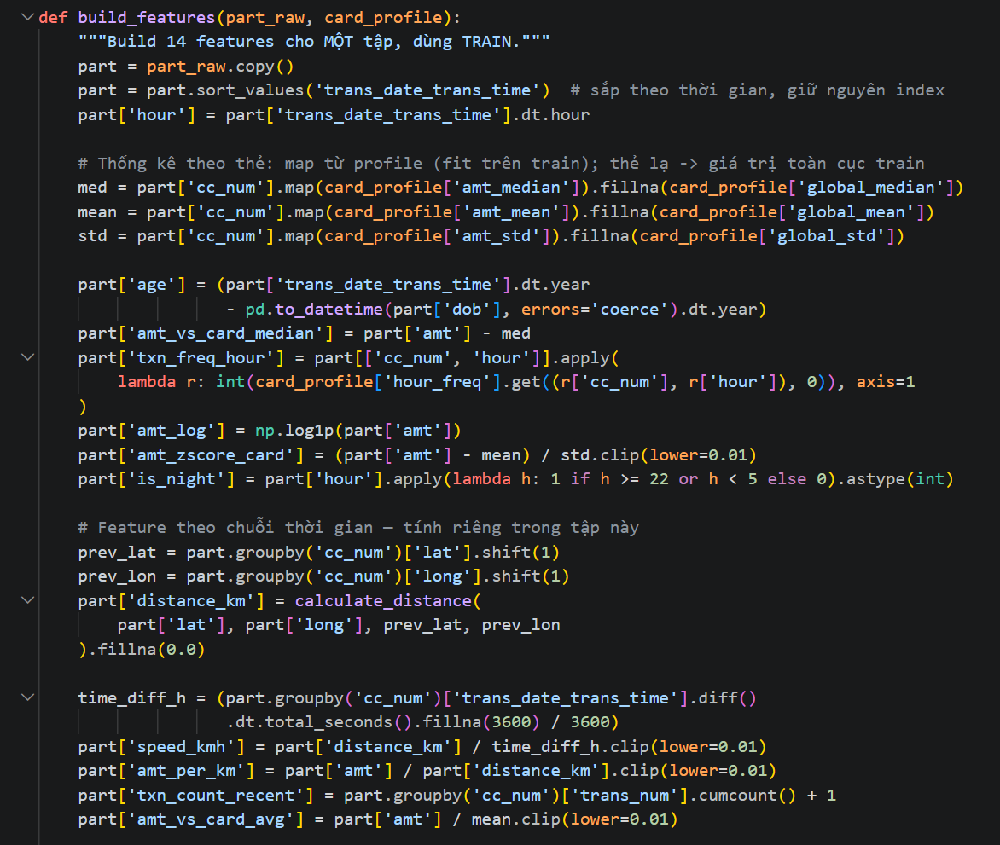 def build_features(part_raw, card_profile):
    """Build 14 features cho MỘT tập, dùng TRAIN."""
    part = part_raw.copy()
    part = part.sort_values('trans_date_trans_time')  # sắp theo thời gian, giữ nguyên index
    part['hour'] = part['trans_date_trans_time'].dt.hour

    # Thống kê theo thẻ: map từ profile (fit trên train); thẻ lạ -> giá trị toàn cục train
    med = part['cc_num'].map(card_profile['amt_median']).fillna(card_profile['global_median'])
    mean = part['cc_num'].map(card_profile['amt_mean']).fillna(card_profile['global_mean'])
    std = part['cc_num'].map(card_profile['amt_std']).fillna(card_profile['global_std'])

    part['age'] = (part['trans_date_trans_time'].dt.year
                   - pd.to_datetime(part['dob'], errors='coerce').dt.year)
    part['amt_vs_card_median'] = part['amt'] - med
    part['txn_freq_hour'] = part[['cc_num', 'hour']].apply(
        lambda r: int(card_profile['hour_freq'].get((r['cc_num'], r['hour']), 0)), axis=1
    )
    part['amt_log'] = np.log1p(part['amt'])
    part['amt_zscore_card'] = (part['amt'] - mean) / std.clip(lower=0.01)
    part['is_night'] = part['hour'].apply(lambda h: 1 if h >= 22 or h < 5 else 0).astype(int)

    # Feature theo chuỗi thời gian — tính riêng trong tập này
    prev_lat = part.groupby('cc_num')['lat'].shift(1)
    prev_lon = part.groupby('cc_num')['long'].shift(1)
    part['distance_km'] = calculate_distance(
        part['lat'], part['long'], prev_lat, prev_lon
    ).fillna(0.0)

    time_diff_h = (part.groupby('cc_num')['trans_date_trans_time'].diff()
                   .dt.total_seconds().fillna(3600) / 3600)
    part['speed_kmh'] = part['distance_km'] / time_diff_h.clip(lower=0.01)
    part['amt_per_km'] = part['amt'] / part['distance_km'].clip(lower=0.01)
    part['txn_count_recent'] = part.groupby('cc_num')['trans_num'].cumcount() + 1
    part['amt_vs_card_avg'] = part['amt'] / mean.clip(lower=0.01)